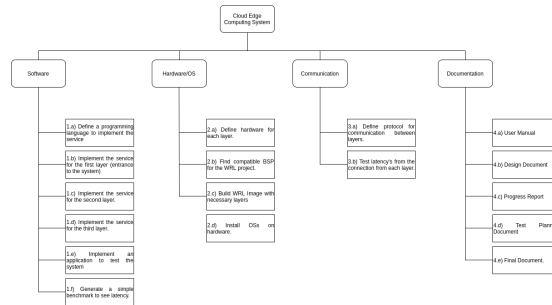 Cloud Edge
Computing System
Software
Hardware/OS
Communication
Documentation
1.a) Define a programming
language to implement the
service
1.b) Implement the service
for the first layer (entrance
to the system)
1.c) Implement the service
for the second layer.
1.d) Implement the service
for the third layer.
1.e) Implement an
application to test the
system
1.f) Generate a simple
benchmark to see latency.
2.a) Define hardware for
each layer.
2.b) Find compatible BSP
for the WRL project.
2.c) Build WRL Image with
necessary layers
2.d) Install OSs on
hardware.
3.a) Define protocol for
communication between
layers.
3.b) Test latency's from the
connection from each layer.
4.a) User Manual
4.b) Design Document
4.c) Progress Report
4.d) Test Plann
Document
4.e) Final Document.